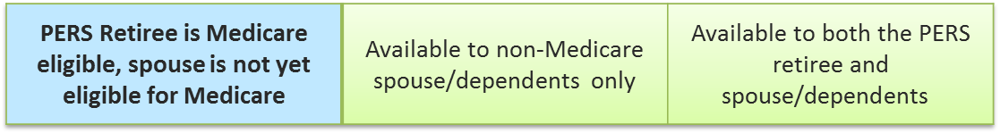 PERS Retiree is Medicare
eligible, spouse is not yet
eligible for Medicare
Available to non-Medicare
spouse/dependents only
Available to both the PERS
retiree and
spouse/dependents